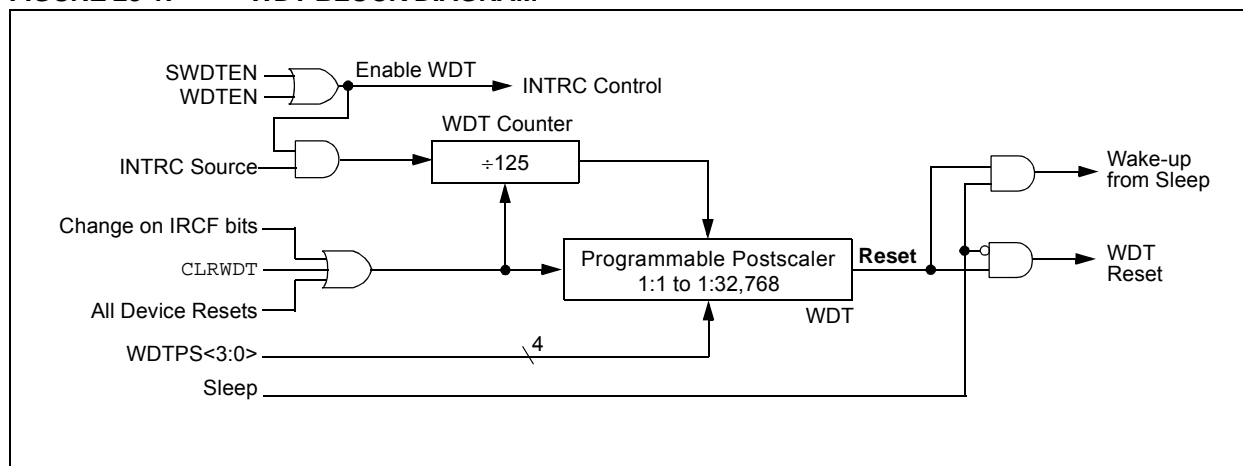 SWDTEN
WDTEN
Enable WDT
INTRC Control
WDT Counter
÷125
INTRC Source
Wake-up
from Sleep
Change on IRCF bits
CLRWDT
All Device Resets
Programmable Postscaler
1:1 to 1:32,768
Reset
WDT
WDT
Reset
WDTPS<3:0>
4
Sleep